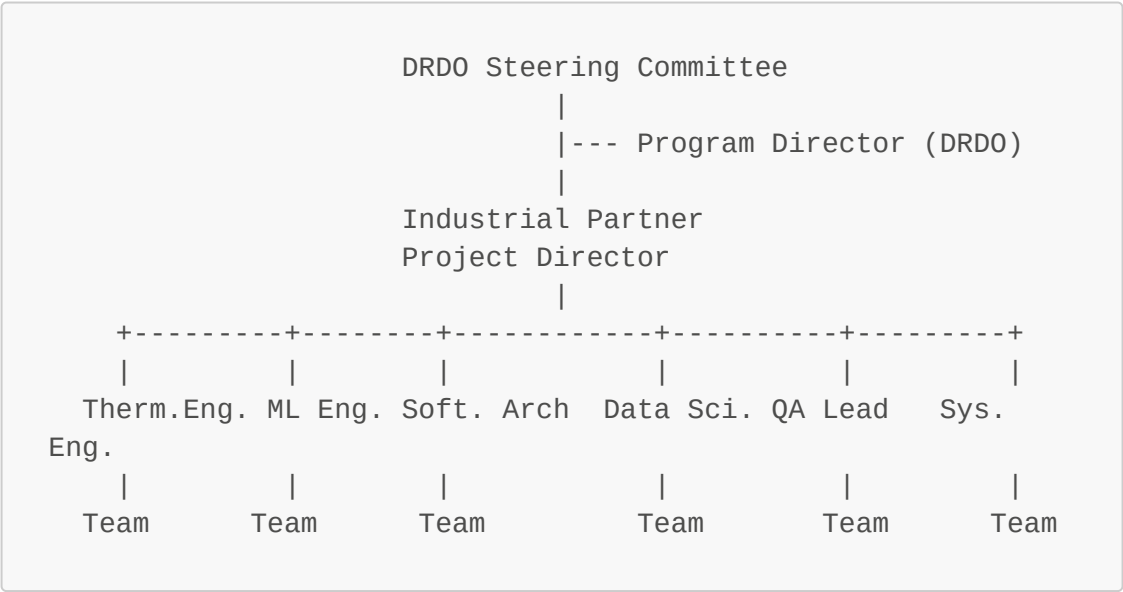 DRDO Steering Committee
                              |
                              |--- Program Director (DRDO)
                              |
                     Industrial Partner
                     Project Director
                              |
    +---------+--------+------------+----------+---------+
    |         |        |            |          |         |
  Therm.Eng. ML Eng. Soft. Arch  Data Sci. QA Lead   Sys.
Eng.
    |         |        |            |          |         |
  Team      Team      Team         Team       Team      Team